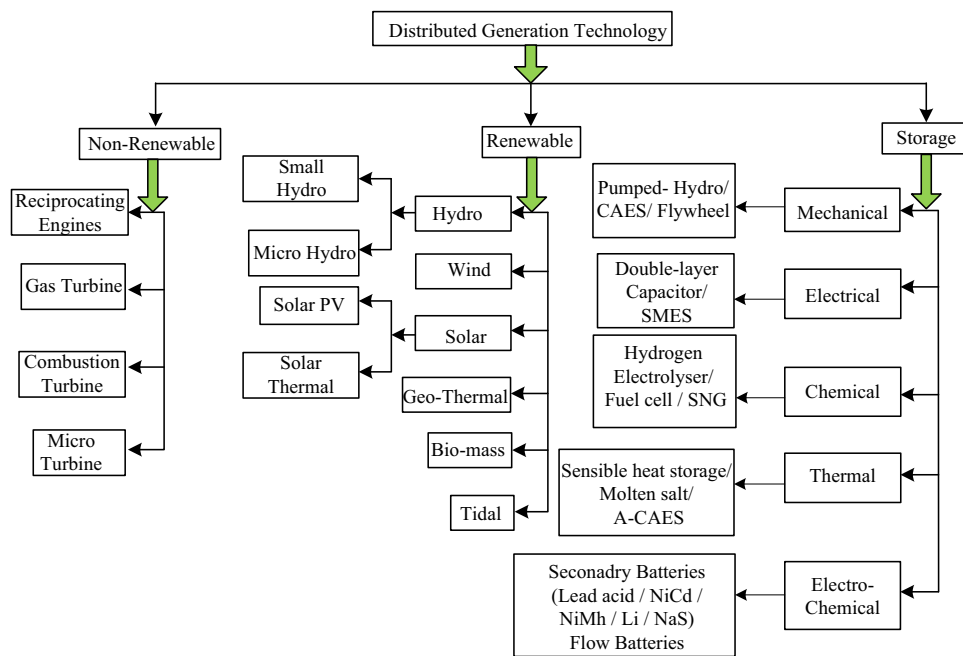 Distributed Generation Technology
Non-Renewable
Reciprocating
Engines
Gas Turbine
Combustion
Turbine
Micro
Turbine
Renewable
Hydro
Small
Hydro
Micro Hydro
Wind
Solar
Solar PV
Solar
Thermal
Geo-Thermal
Bio-mass
Tidal
Storage
Mechanical
Pumped- Hydro/
CAES/ Flywheel
Electrical
Double-layer
Capacitor/
SMES
Chemical
Hydrogen
Electrolyser/
Fuel cell / SNG
Thermal
Sensible heat storage/
Molten salt/
A-CAES
Electro-
Chemical
Seconadry Batteries
(Lead acid / NiCd /
NiMh / Li / NaS)
Flow Batteries